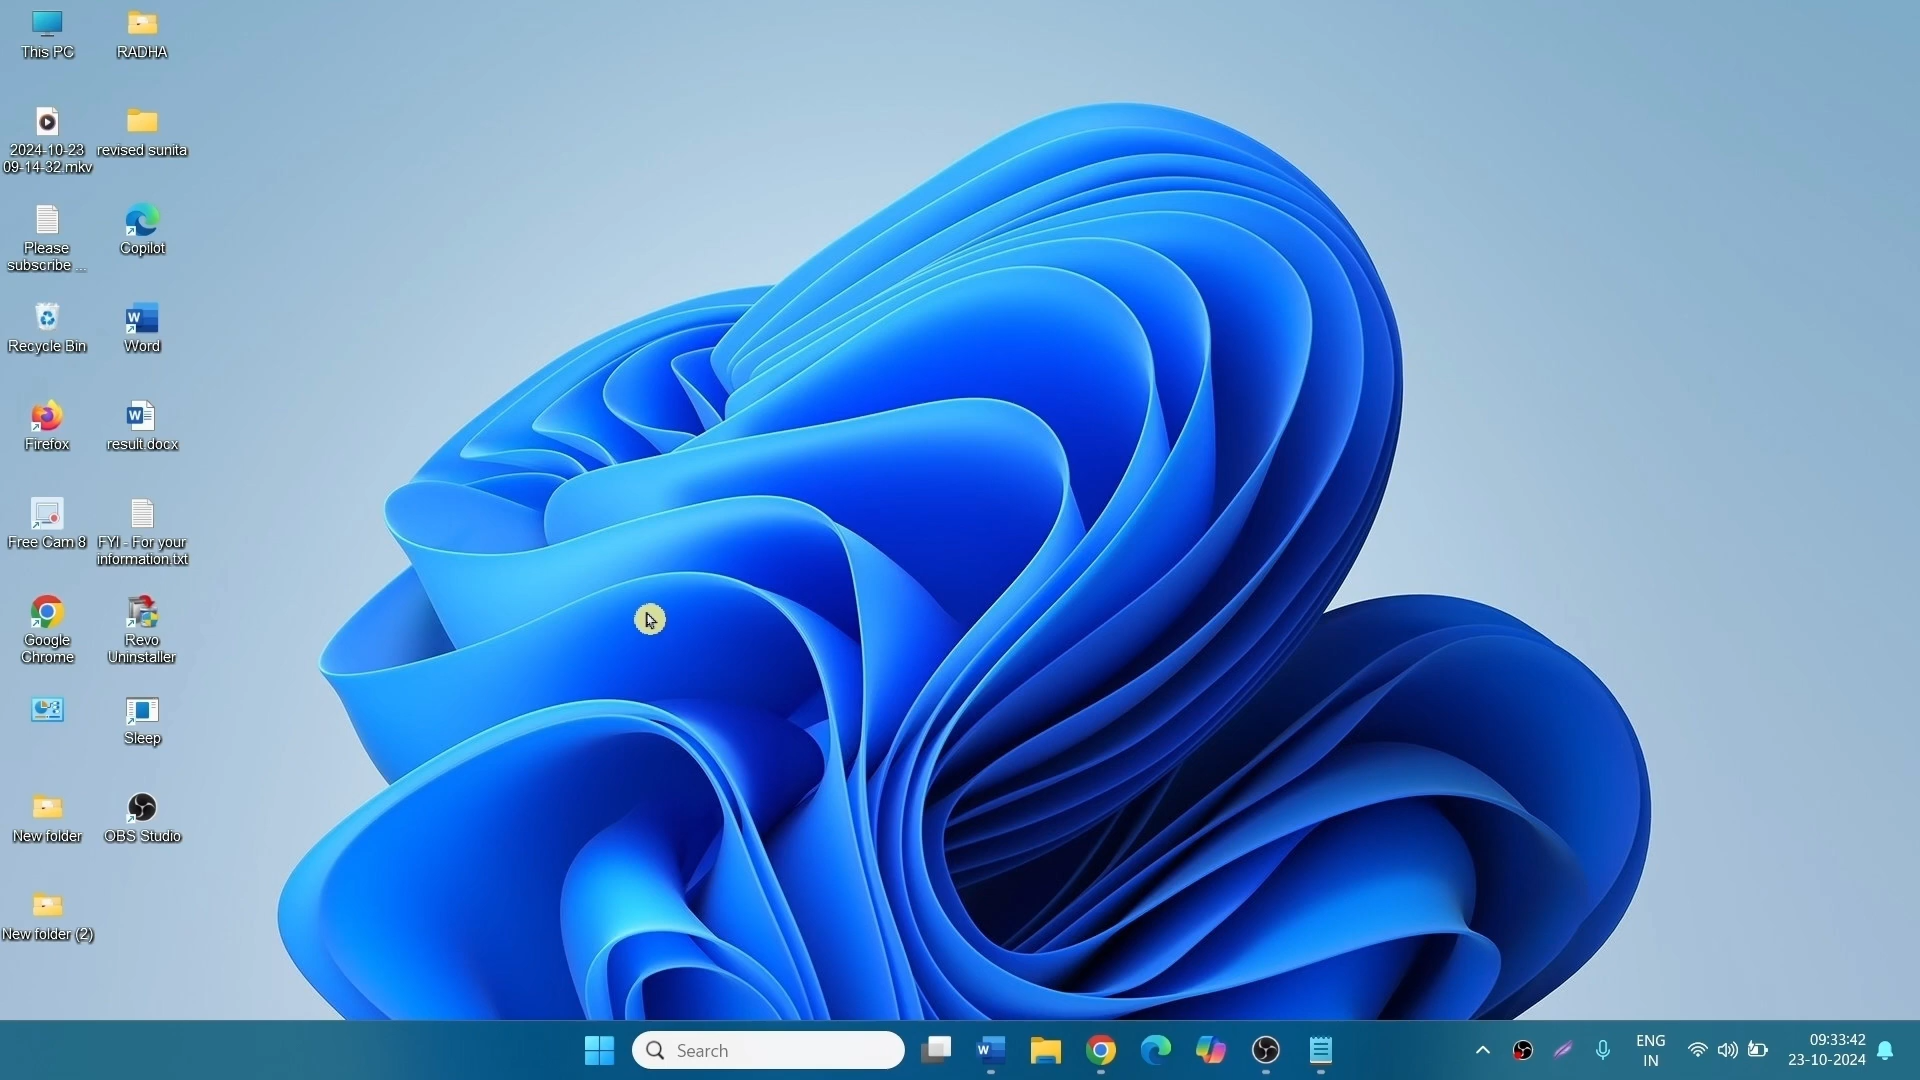 This PC
RADHA
2024-10-23
09-14-32.mkv
revised sunita
Please
subscribe ...
Copilot
Recycle Bin
Word
Firefox
result.docx
Free Cam 8
FYI - For your
information.txt
Google
Chrome
Revo
Uninstaller
Sleep
New folder
OBS Studio
New folder (2)
Search
ENG
IN
09:33:42
23-10-2024